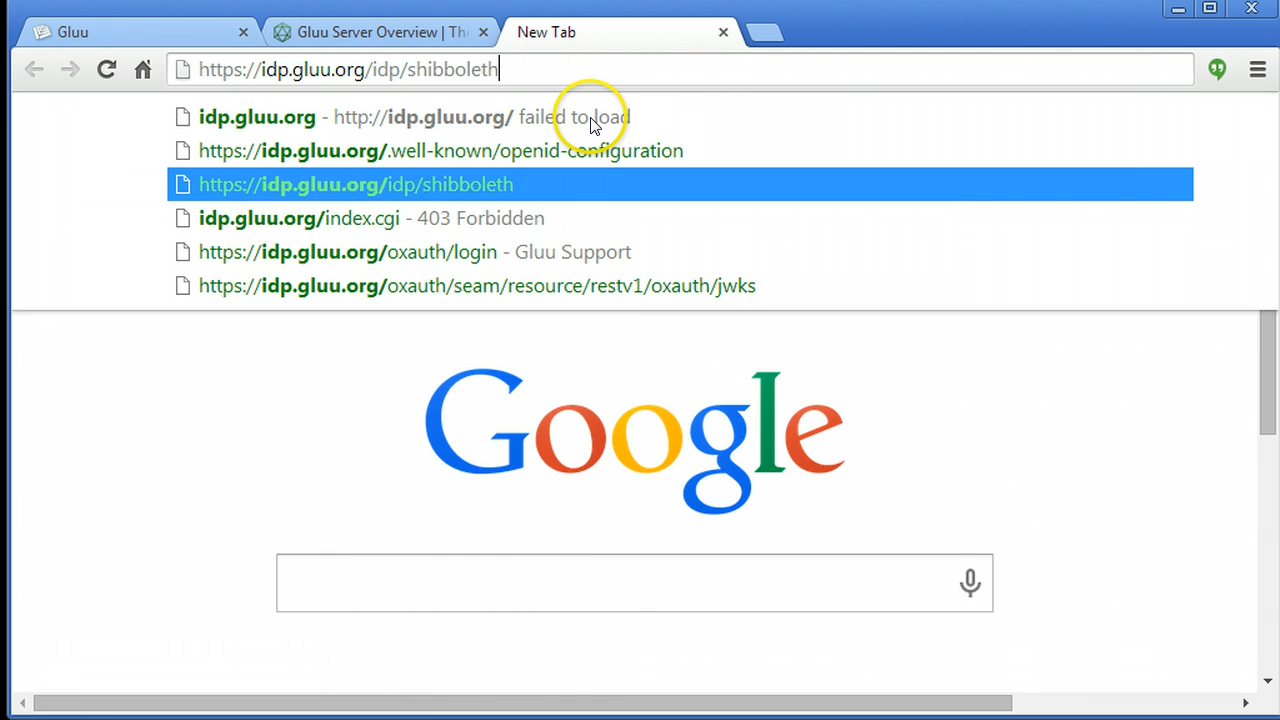 Gluu
Gluu Server Overview | The
New Tab
https://idp.gluu.org/idp/shibboleth
idp.gluu.org - http://idp.gluu.org/ failed to load
https://idp.gluu.org/.well-known/openid-configuration
https://idp.gluu.org/idp/shibboleth
idp.gluu.org/index.cgi - 403 Forbidden
https://idp.gluu.org/oxauth/login - Gluu Support
https://idp.gluu.org/oxauth/seam/resource/restv1/oxauth/jwks
Google